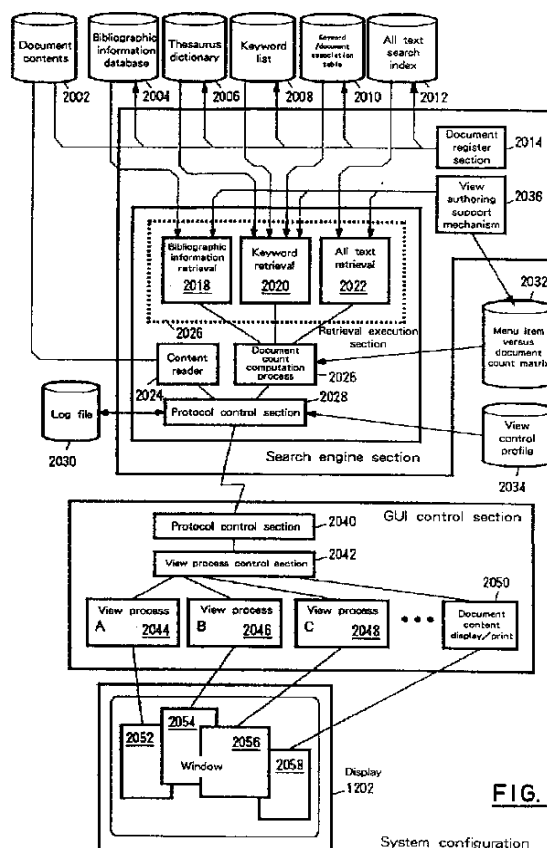 Document contents
2002
Bibliographic information database
2004
Thesaurus dictionary
2006
Keyword list
2008
Keyword /document correlation table
2010
All text search index
2012
Document register section
2014
View authoring support mechanism
2036
Bibliographic information retrieval
2018
Keyword retrieval
2020
All text retrieval
2022
2026
Retrieval execution section
2032
Menu item versus document count matrix
Content reader
2024
Document count computation process
2026
2028
Protocol control section
Log file
2030
Search engine section
View control profile
2034
GUI control section
Protocol control section
2040
View process control section
2042
2050
View process A 2044
View process B 2046
View process C 2048
Document content display/print
2052
2054
2056
2058
Window
Display
1202
FIG.
System configuration